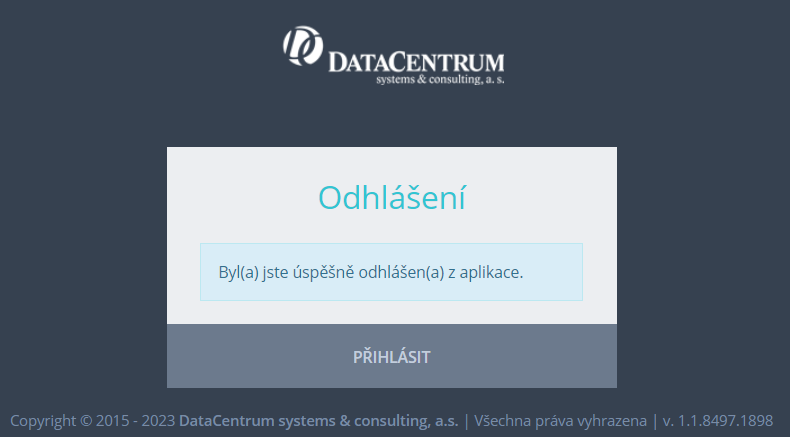 DATACENTRUM
systems & consulting, a. s.
Odhlášení
Byl(a) jste úspěšně odhlášen(a) z aplikace.
PŘIHLÁSIT
Copyright © 2015 - 2023 DataCentrum systems & consulting, a.s. | Všechna práva vyhrazena | v. 1.1.8497.1898